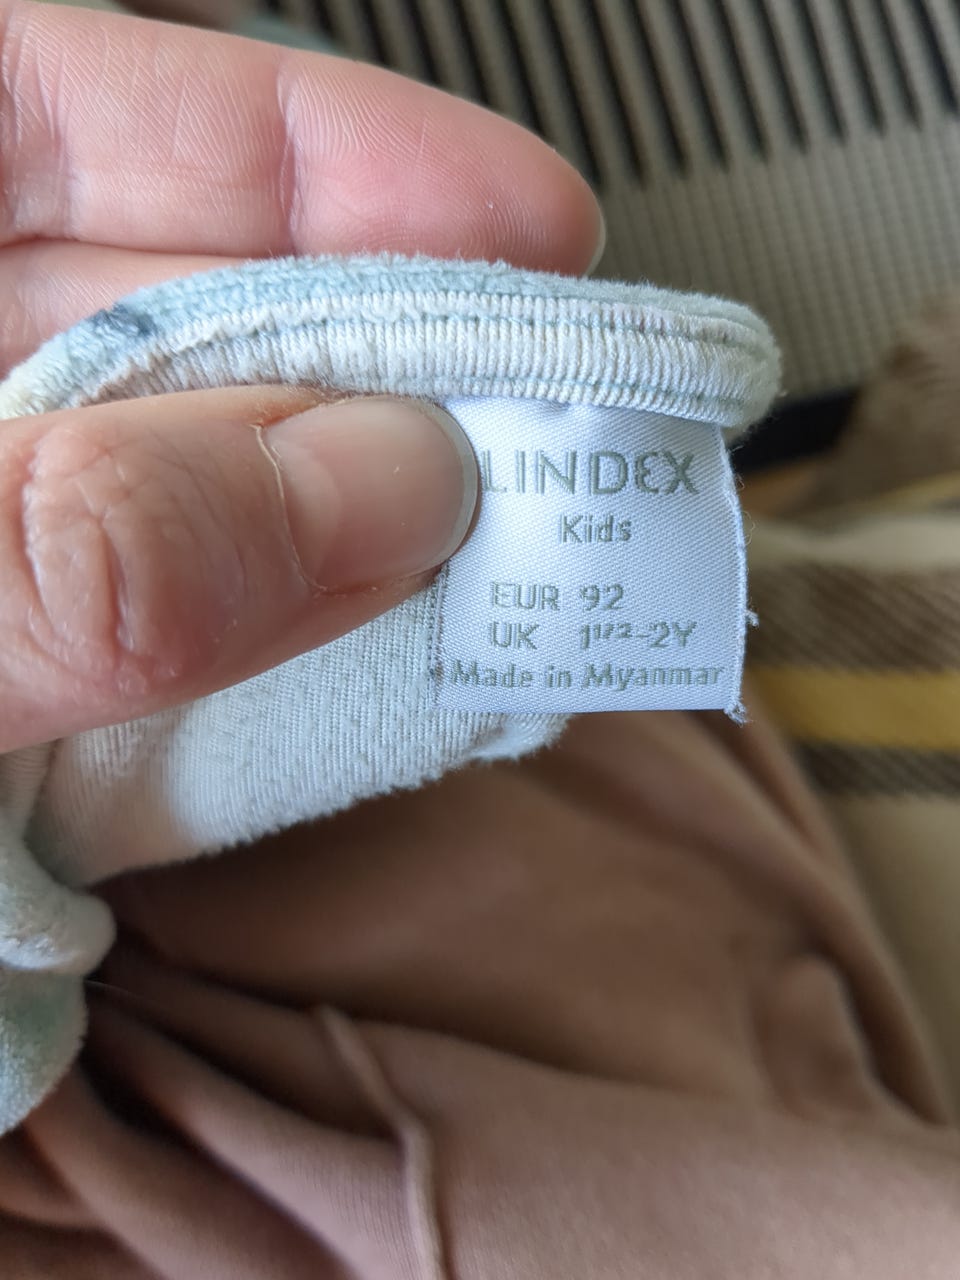 LINDEX
Kids
EUR 92
UK 1½-2Y
Made in Myanmar